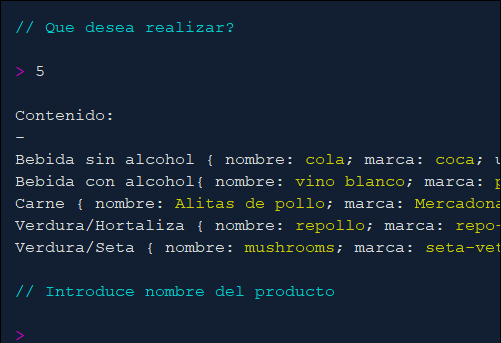 // Que desea realizar?
> 5
Contenido:
-
Bebida sin alcohol { nombre: cola; marca: coca; u
Bebida con alcohol{ nombre: vino blanco; marca: p
Carne { nombre: Alitas de pollo; marca: Mercadona
Verdura/Hortaliza { nombre: repollo; marca: repo-
Verdura/Seta { nombre: mushrooms; marca: seta-vet
// Introduce nombre del producto
>